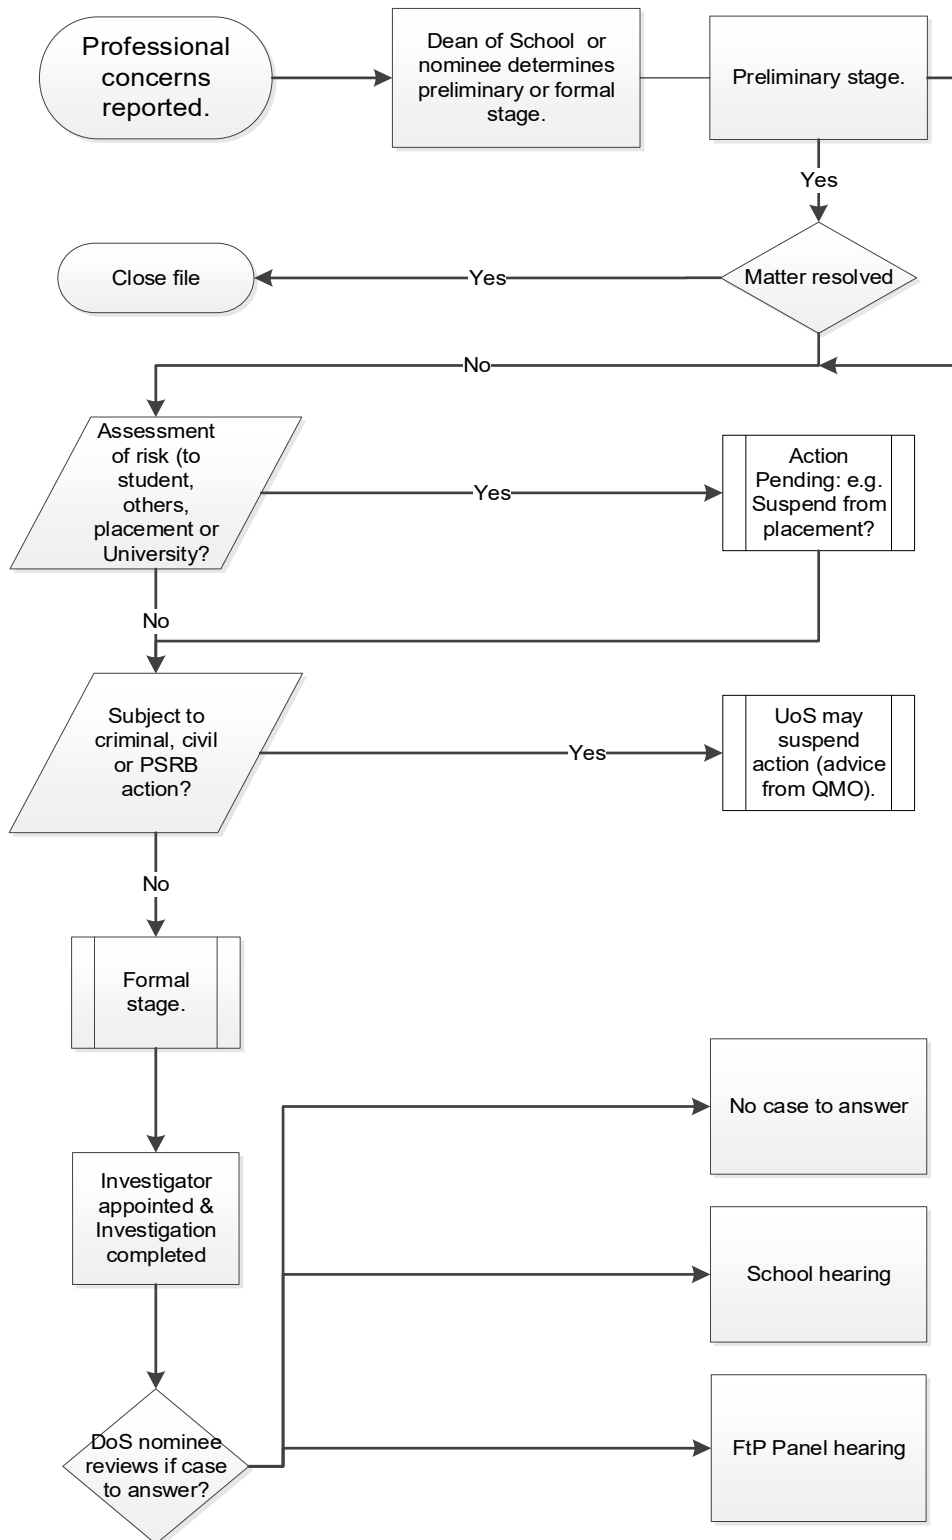 Professional
concerns
reported.
Dean of School or
nominee determines
preliminary or formal
stage.
Preliminary stage.
Yes
Matter resolved
Yes
Close file
No
Assessment
of risk (to
student,
others,
placement or
University?
Yes
Action
Pending: e.g.
Suspend from
placement?
No
Subject to
criminal, civil
or PSRB
action?
Yes
UoS may
suspend
action (advice
from QMO).
No
Formal
stage.
Investigator
appointed &
Investigation
completed
DoS nominee
reviews if case
to answer?
No case to answer
School hearing
FtP Panel hearing